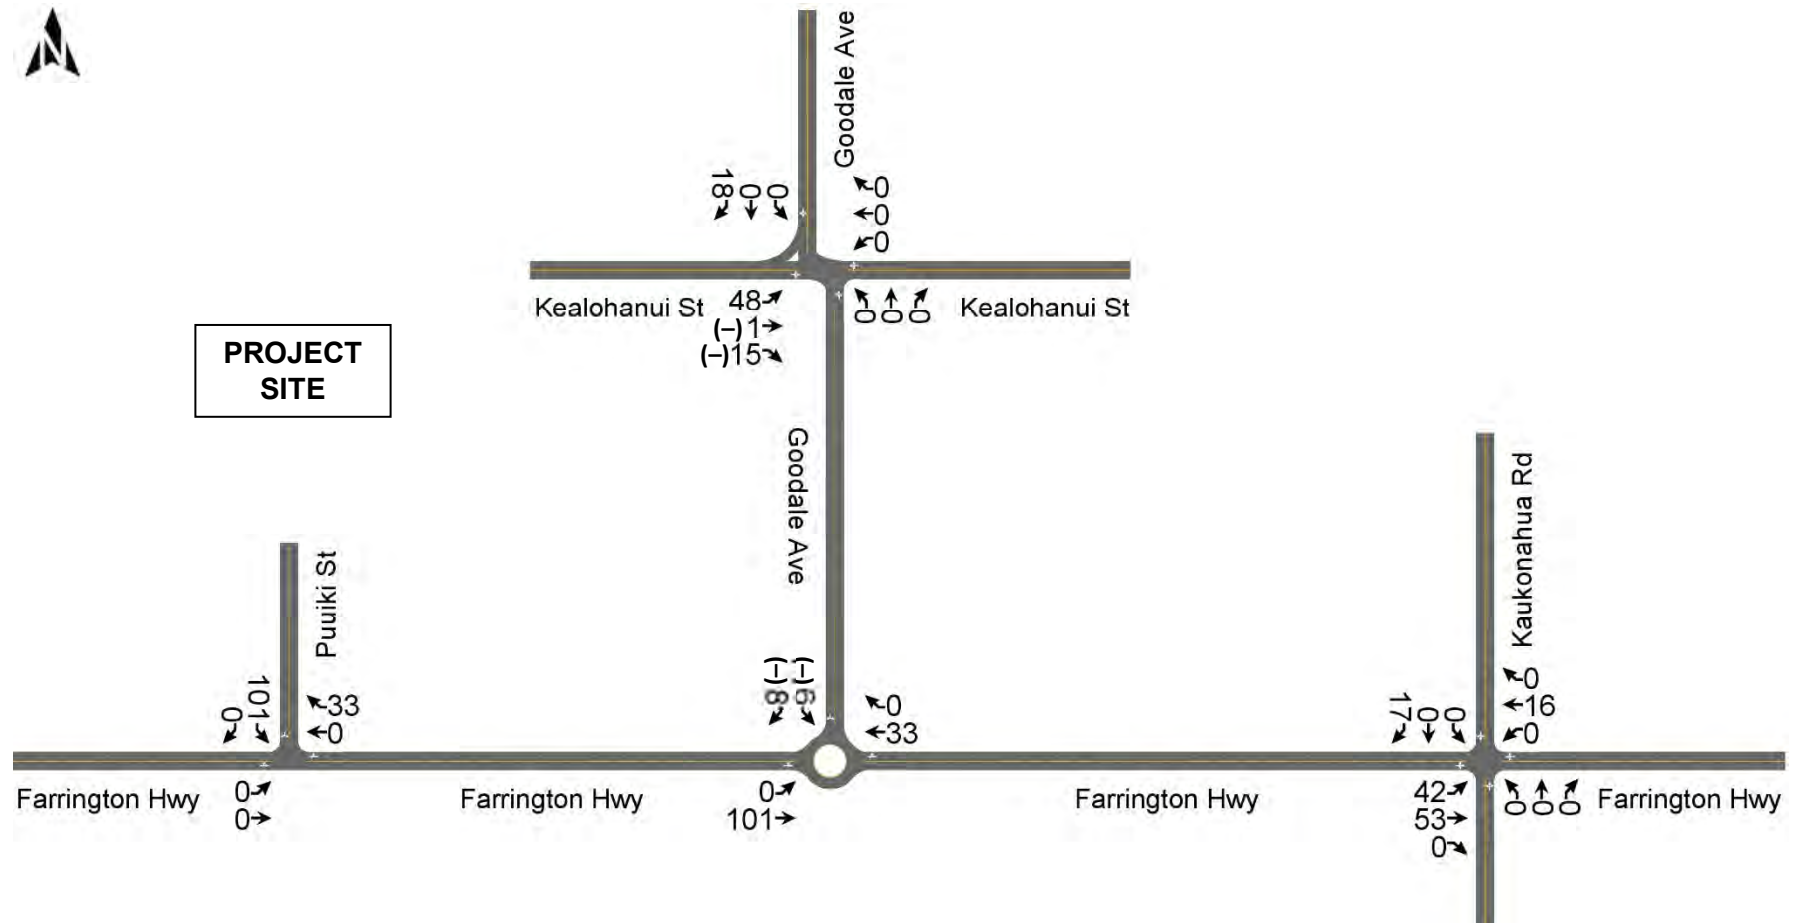 N
Goodale Ave
18 0 0
0
0
0
Kealohanui St
48
(–)1
(–)15
0 0 0
Kealohanui St
PROJECT
SITE
Goodale Ave
Kaukonahua Rd
Puuiki St
0 101
33
0
(–)8 (–)6
0
33
17 0 0
0
16
0
Farrington Hwy
0
0
Farrington Hwy
0
101
Farrington Hwy
42
53
0
0 0 0
Farrington Hwy